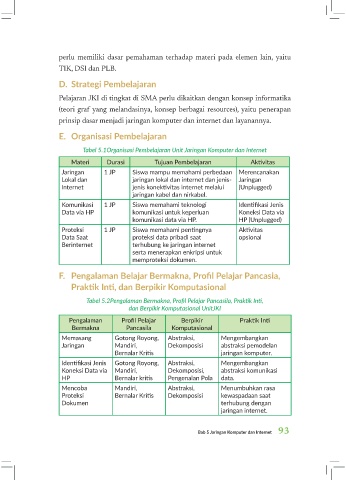 perlu memiliki dasar pemahaman terhadap materi pada elemen lain, yaitu
TIK, DSI dan PLB.
D. Strategi Pembelajaran
Pelajaran JKI di tingkat di SMA perlu dikaitkan dengan konsep informatika
(teori graf yang melandasinya, konsep berbagai resources), yaitu penerapan
prinsip dasar menjadi jaringan komputer dan internet dan layanannya.
E. Organisasi Pembelajaran
Tabel 5.1Organisasi Pembelajaran Unit Jaringan Komputer dan Internet
Materi Durasi Tujuan Pembelajaran Aktivitas
Jaringan 1 JP Siswa mampu memahami perbedaan Merencanakan
Lokal dan jaringan lokal dan internet dan jenis- Jaringan
Internet jenis konektivitas Internet melalui (Unplugged)
jaringan kabel dan nirkabel.
Komunikasi 1 JP Siswa memahami teknologi Identifikasi Jenis
Data via HP komunikasi untuk keperluan Koneksi Data via
komunikasi data via HP. HP (Unplugged)
Proteksi 1 JP Siswa memahami pentingnya Aktivitas
Data Saat proteksi data pribadi saat opsional
Berinternet terhubung ke jaringan internet
serta menerapkan enkripsi untuk
memproteksi dokumen.
F. Pengalaman Belajar Bermakna, Profil Pelajar Pancasia,
Praktik Inti, dan Berpikir Komputasional
Tabel 5.2Pengalaman Bermakna, Profil Pelajar Pancasila, Praktik Inti,
dan Berpikir Komputasional UnitJKI
Pengalaman Profil Pelajar Berpikir Praktik Inti
Bermakna Pancasila Komputasional
Memasang Gotong Royong, Abstraksi, Mengembangkan
Jaringan Mandiri, Dekomposisi abstraksi pemodelan
Bernalar Kritis jaringan komputer.
Identifikasi Jenis Gotong Royong, Abstraksi, Mengembangkan
Koneksi Data via Mandiri, Dekomposisi, abstraksi komunikasi
HP Bernalar kritis Pengenalan Pola data.
Mencoba Mandiri, Abstraksi, Menumbuhkan rasa
Proteksi Bernalar Kritis Dekomposisi kewaspadaan saat
Dokumen terhubung dengan
jaringan internet.
Bab 5 Jaringan Komputer dan Internet 93